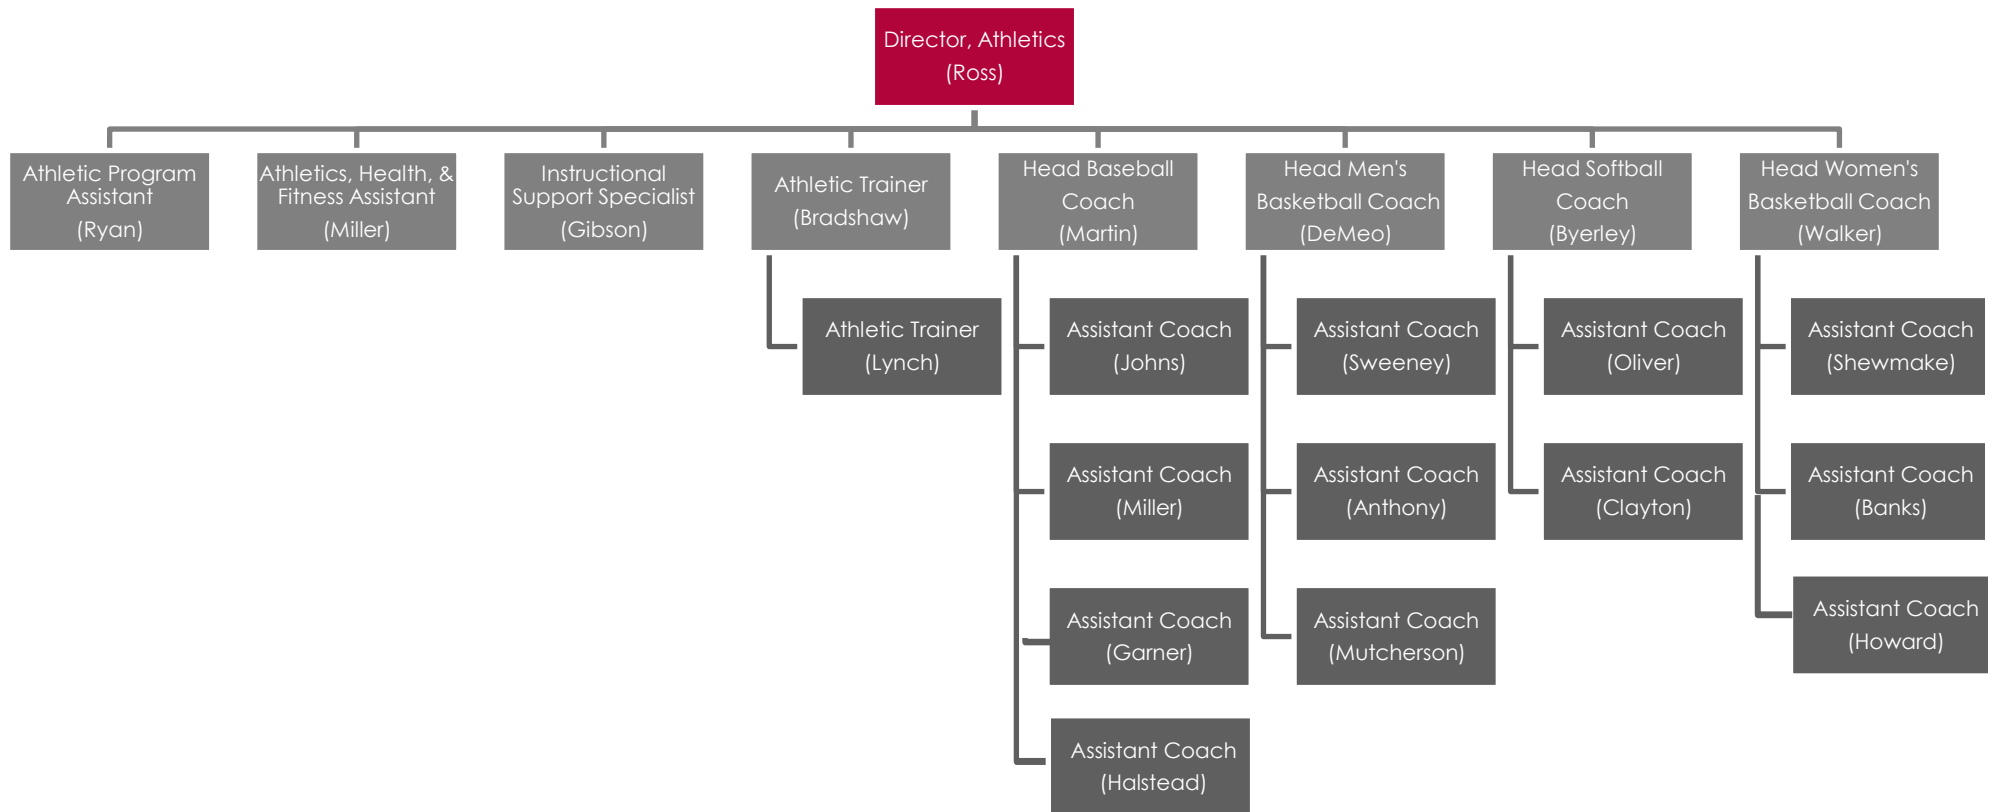 Director, Athletics
(Ross)
Athletic Program
Assistant
(Ryan)
Athletics, Health, &
Fitness Assistant
(Miller)
Instructional
Support Specialist
(Gibson)
Athletic Trainer
(Bradshaw)
Head Baseball
Coach
(Martin)
Head Men's
Basketball Coach
(DeMeo)
Head Softball
Coach
(Byerley)
Head Women's
Basketball Coach
(Walker)
Athletic Trainer
(Lynch)
Assistant Coach
(Johns)
Assistant Coach
(Sweeney)
Assistant Coach
(Oliver)
Assistant Coach
(Shewmake)
Assistant Coach
(Miller)
Assistant Coach
(Anthony)
Assistant Coach
(Clayton)
Assistant Coach
(Banks)
Assistant Coach
(Garner)
Assistant Coach
(Mutcherson)
Assistant Coach
(Howard)
Assistant Coach
(Halstead)